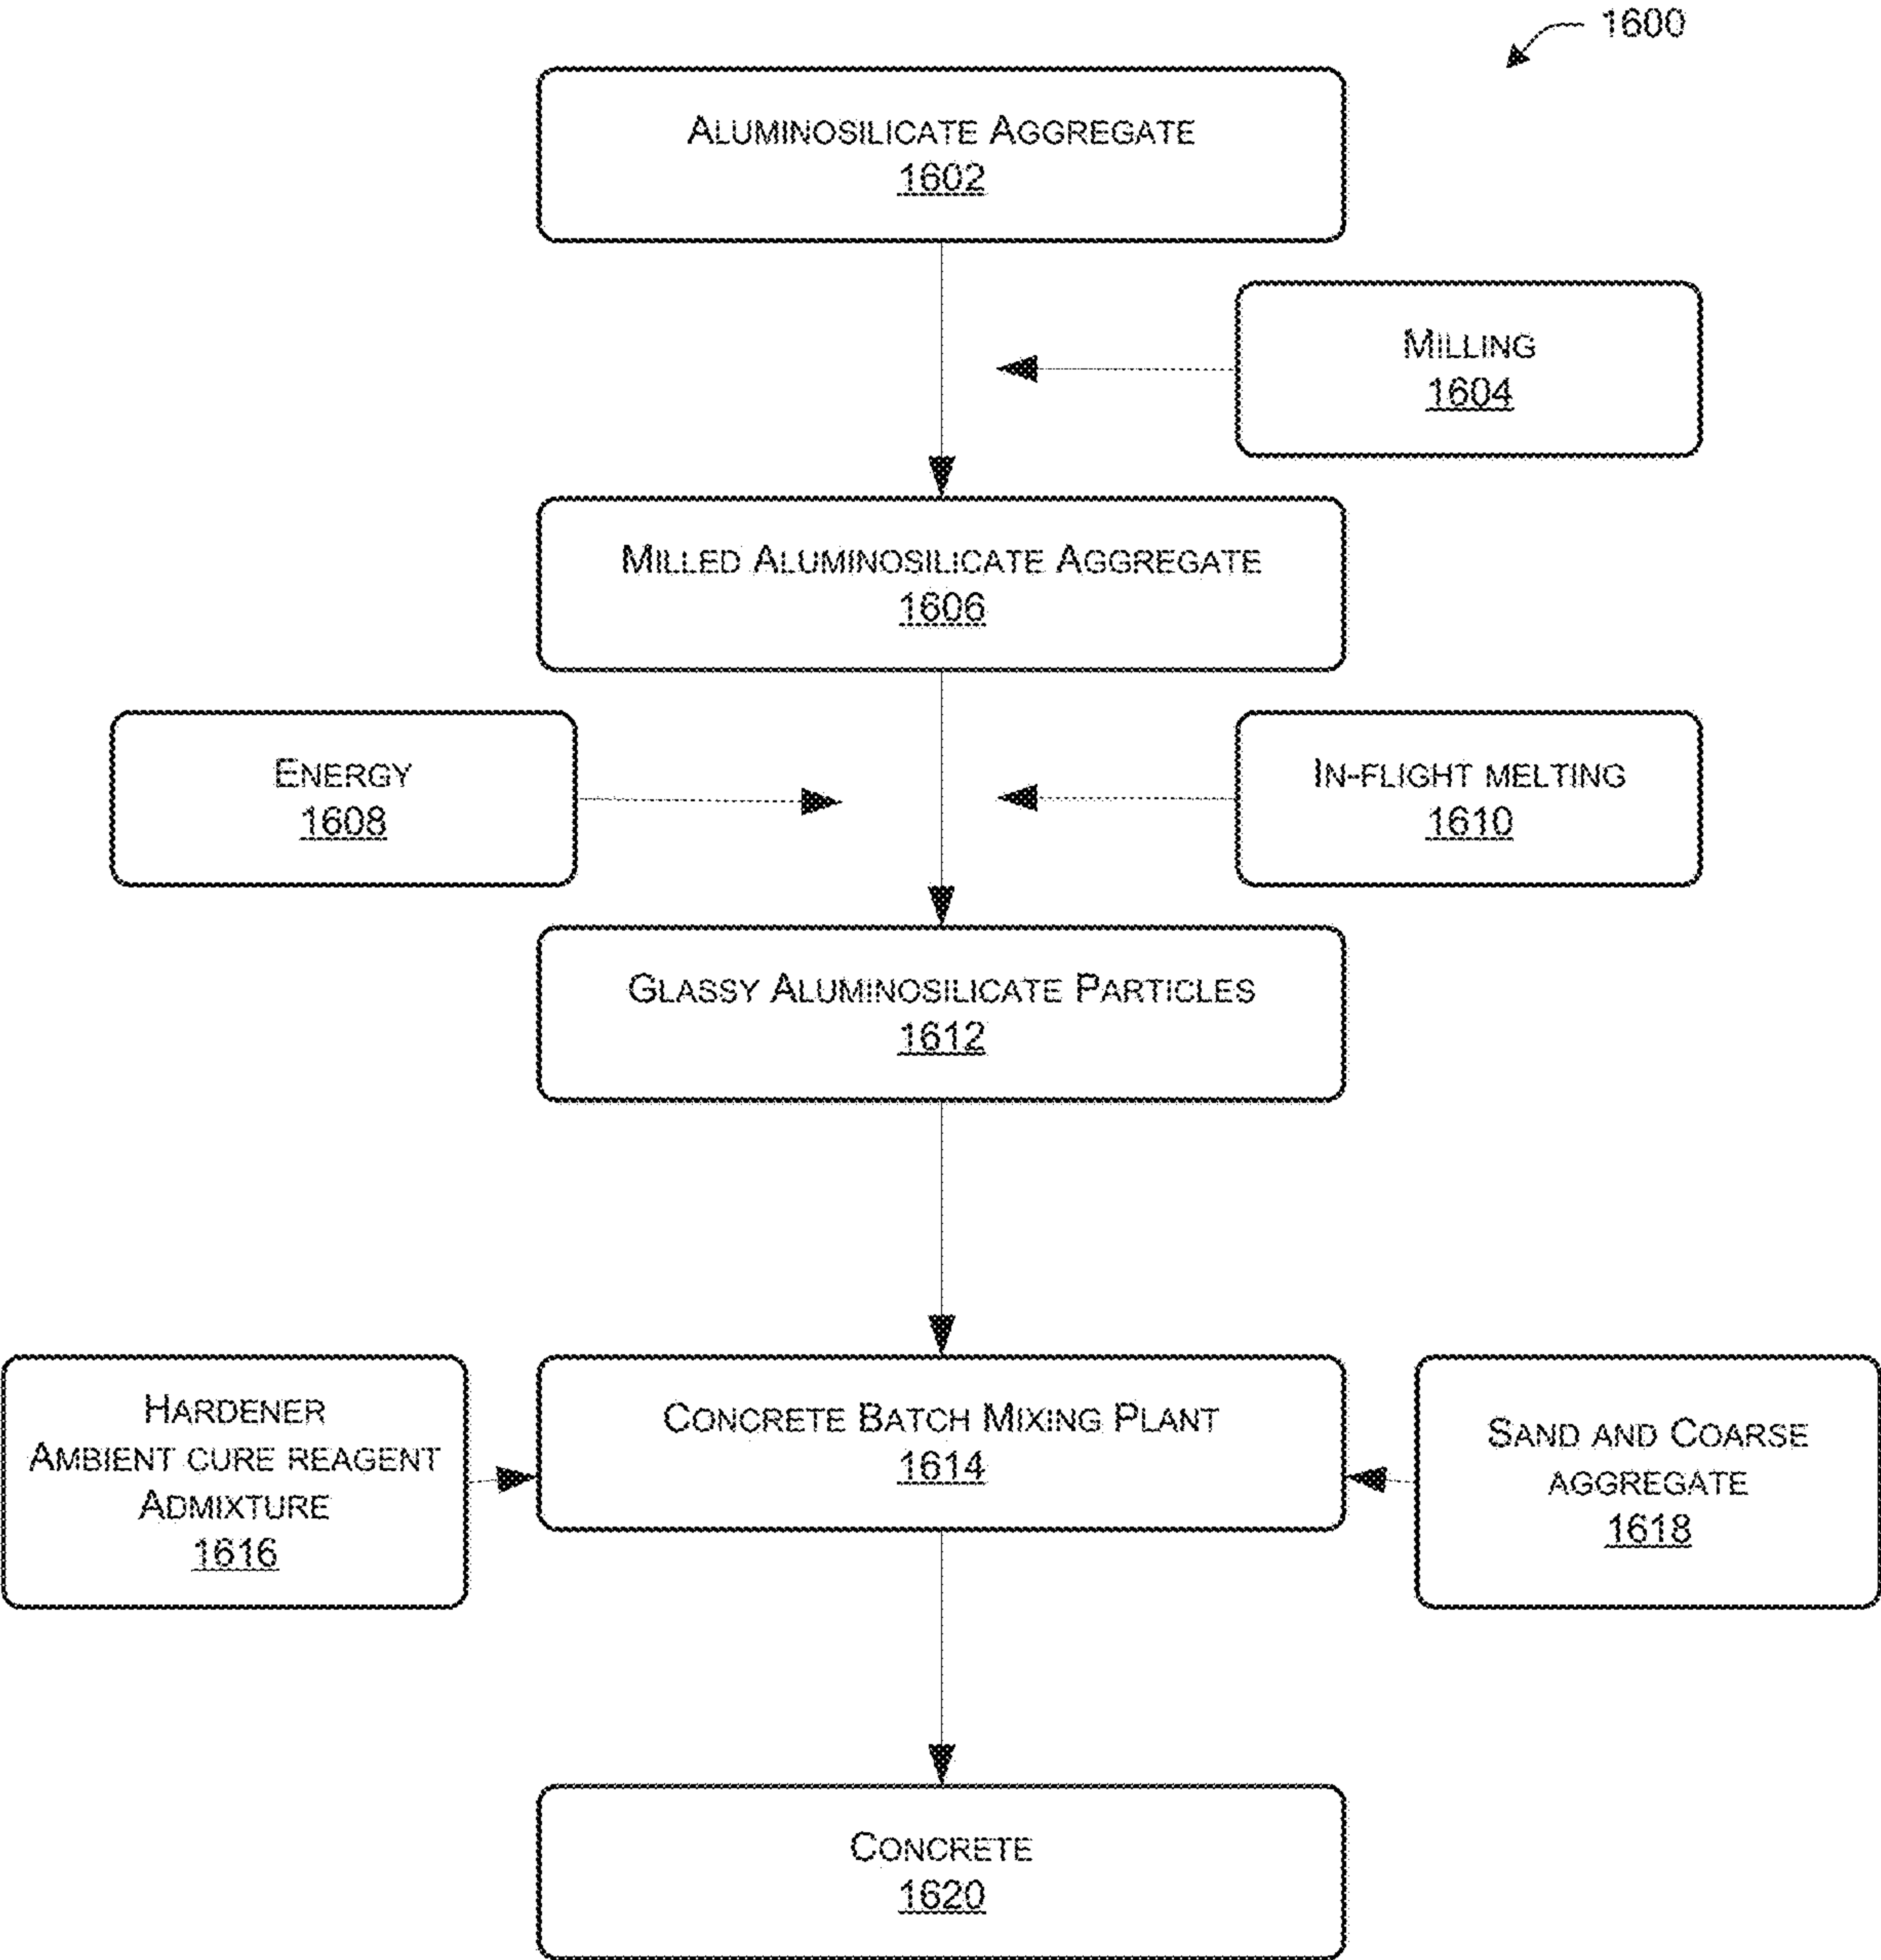 1600
ALUMINOSILICATE AGGREGATE
1602
MILLING
1604
MILLED ALUMINOSILICATE AGGREGATE
1606
ENERGY
1608
IN-FLIGHT MELTING
1610
GLASSY ALUMINOSILICATE PARTICLES
1612
HARDENER
AMBIENT CURE REAGENT
ADMIXTURE
1616
CONCRETE BATCH MIXING PLANT
1614
SAND AND COARSE
AGGREGATE
1618
CONCRETE
1620